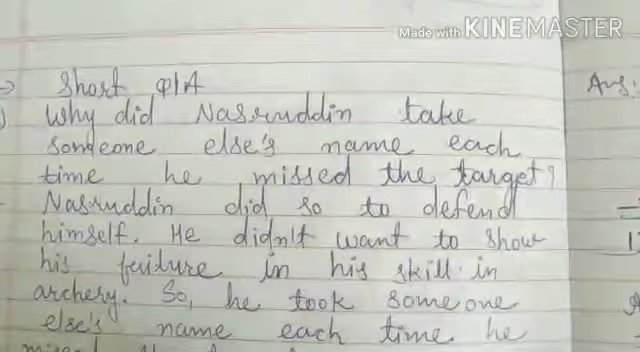 Made with KINEMASTER
→ Short Q/A
Why did Nasruddin take
someone else's name each
time he missed the target?
Nasruddin did so to defend
himself. He didn't want to show
his failure in his skill in
archery. So, he took someone
else's name each time he
missed the
Ans: